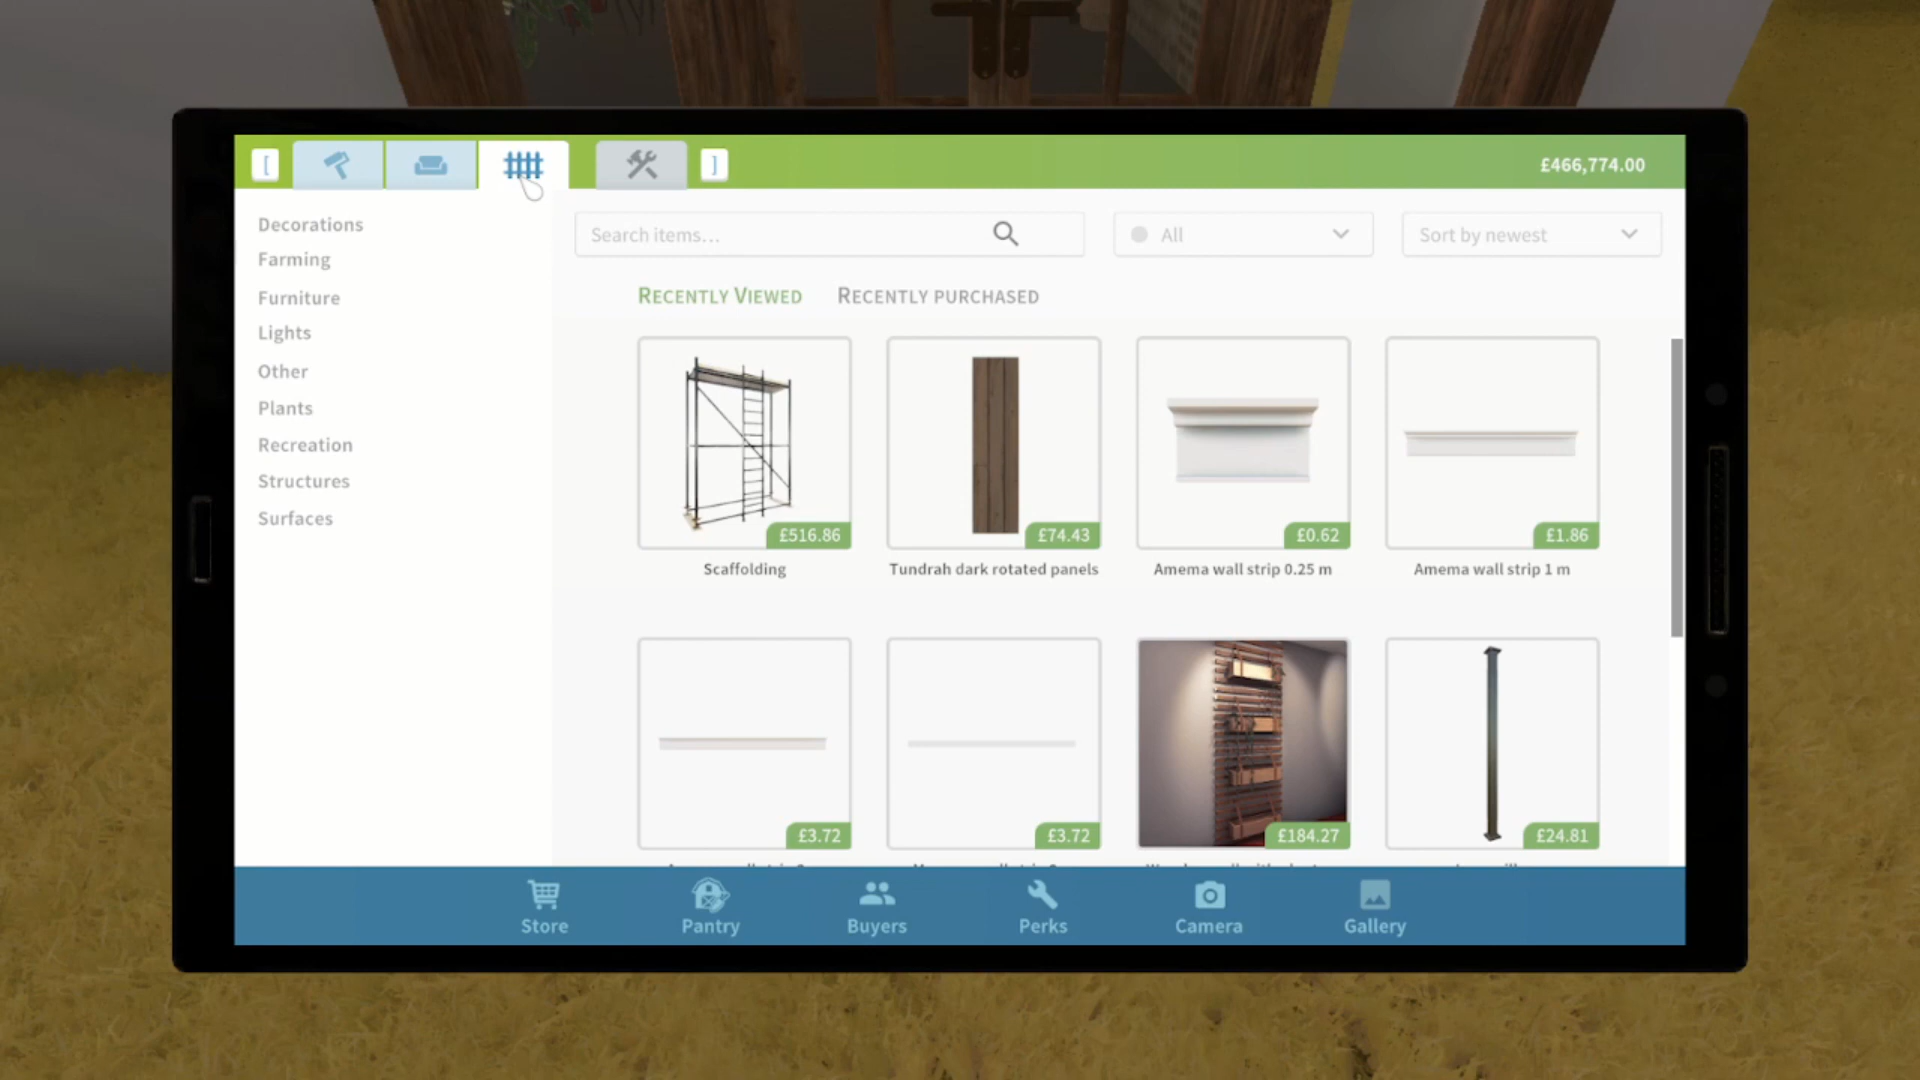 [
]
£466,774.00
Decorations
Farming
Furniture
Lights
Other
Plants
Recreation
Structures
Surfaces
Search items...
All
Sort by newest
RECENTLY VIEWED
RECENTLY PURCHASED
£516.86
£74.43
£0.62
£1.86
Scaffolding
Tundrah dark rotated panels
Amema wall strip 0.25 m
Amema wall strip 1 m
£3.72
£3.72
£184.27
£24.81
Store
Pantry
Buyers
Perks
Camera
Gallery